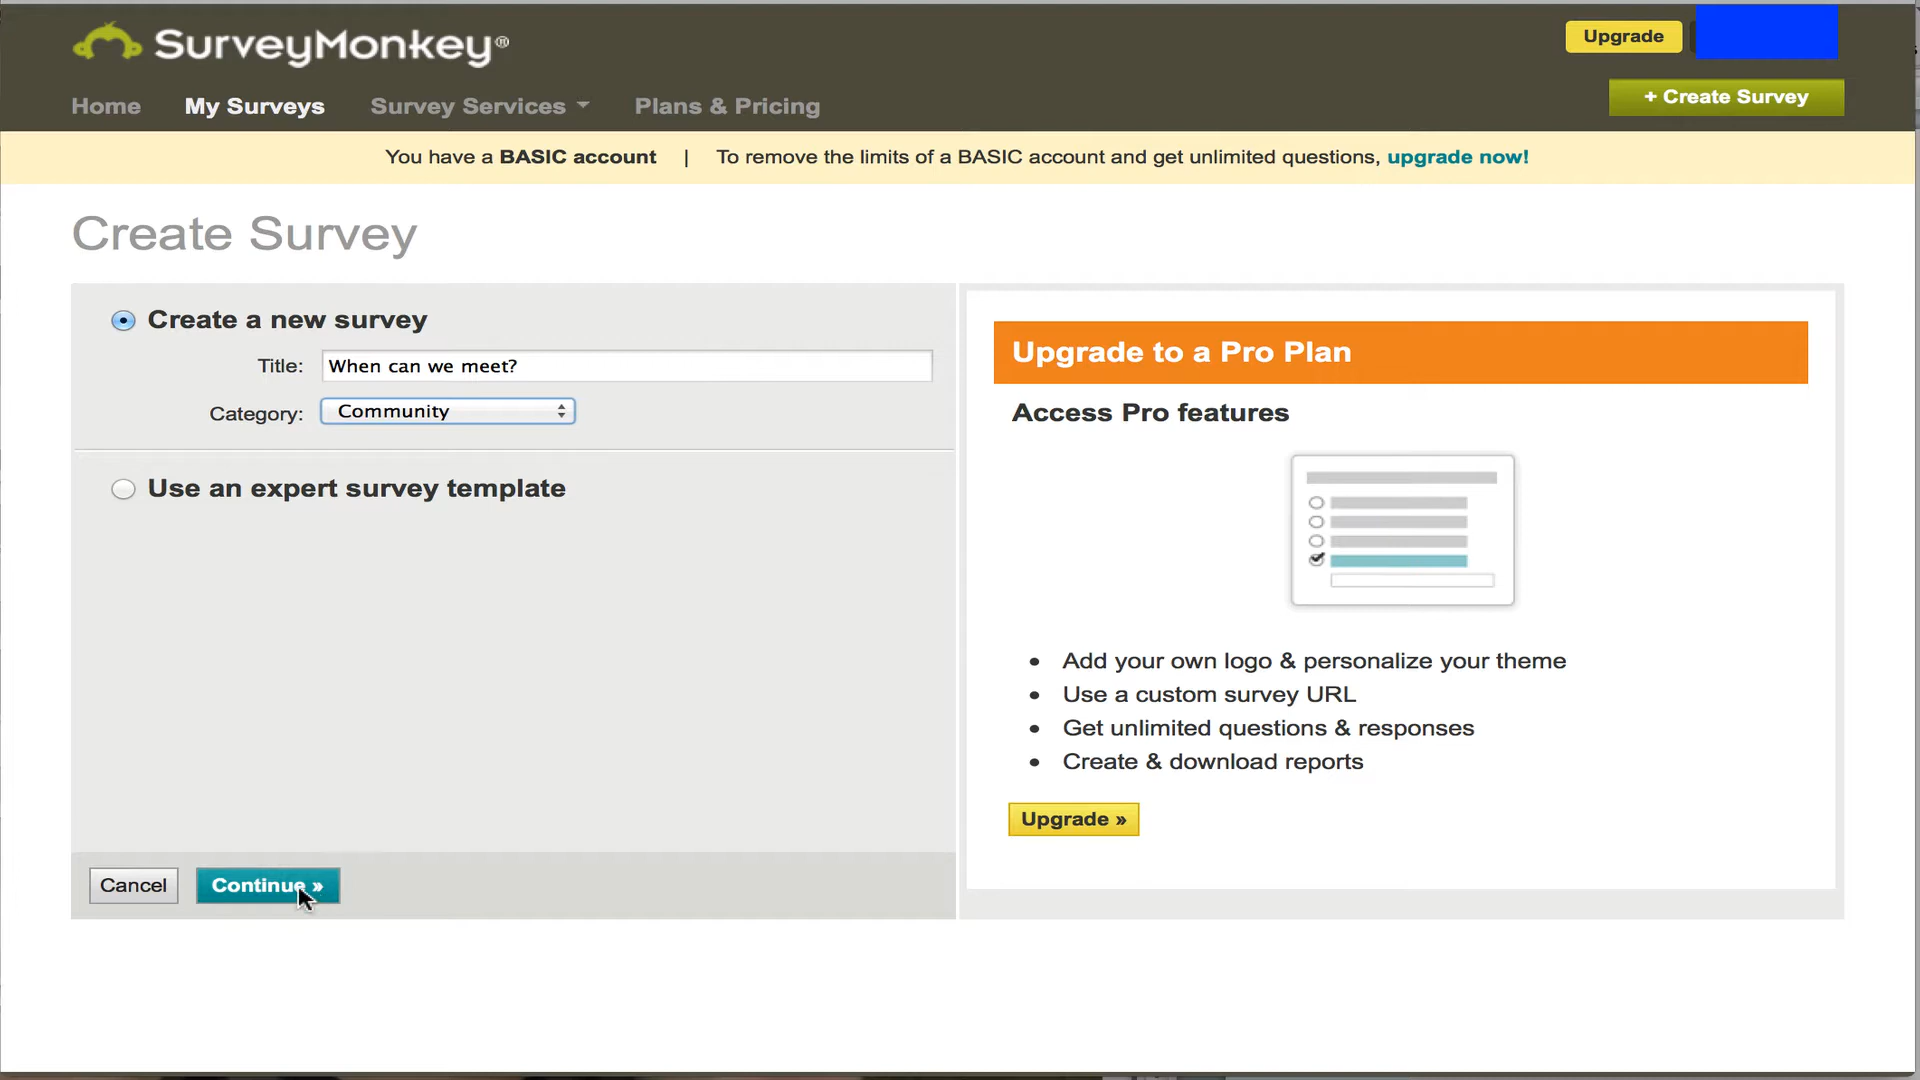 SurveyMonkey®
Upgrade
Home My Surveys Survey Services Plans & Pricing
+ Create Survey
You have a BASIC account | To remove the limits of a BASIC account and get unlimited questions, upgrade now!
Create Survey
Create a new survey
Title: When can we meet?
Category: Community
Use an expert survey template
Cancel
Continue »
Upgrade to a Pro Plan
Access Pro features
• Add your own logo & personalize your theme
• Use a custom survey URL
• Get unlimited questions & responses
• Create & download reports
Upgrade »